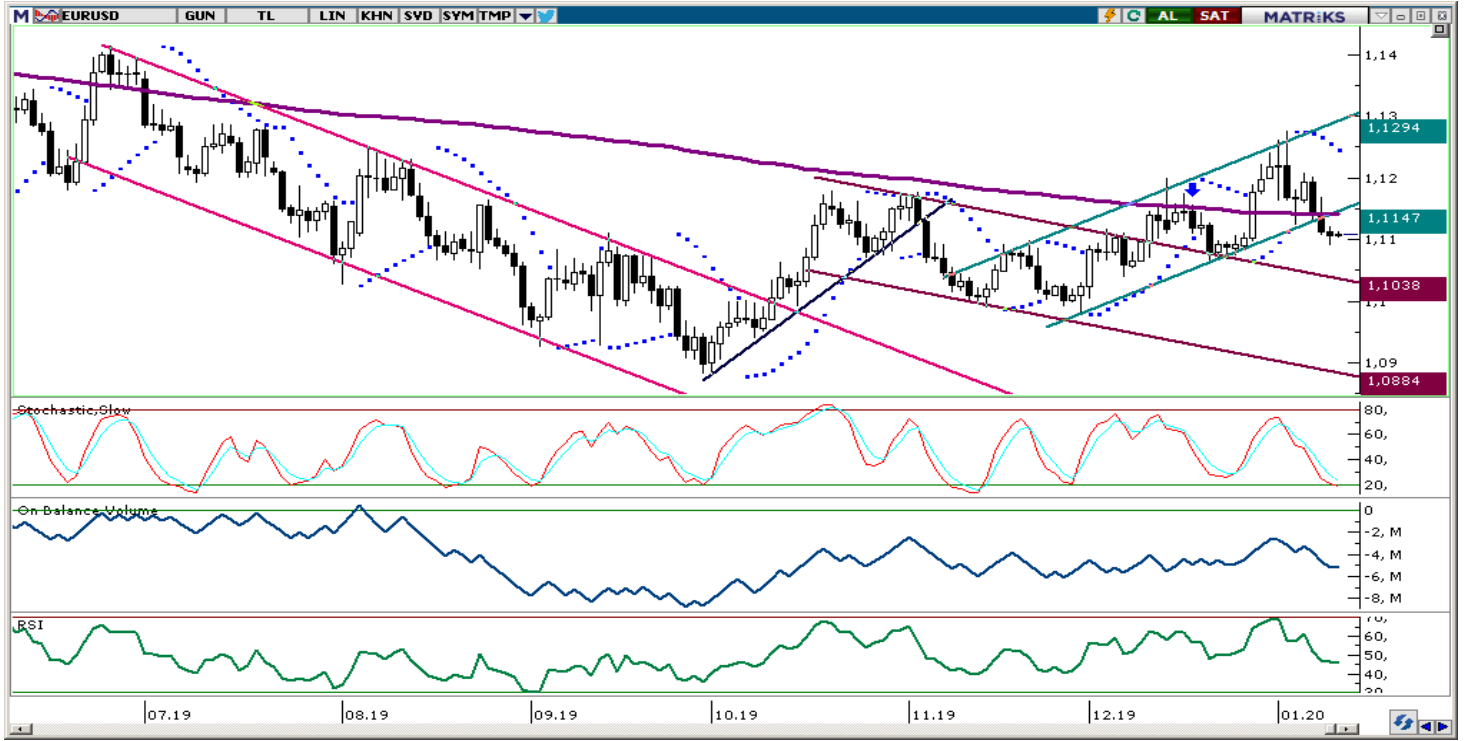 M EURUSD GUN TL LIN KHN SVD SYM TMP AL SAT MATRiKS
1,14
1,13
1,1294
1,12
1,1147
1,11
1,1038
1,1
1,09
1,0884
Stochastic,Slow
80,
60,
40,
20,
On Balance Volume
0
-2, M
-4, M
-6, M
-8, M
RSI
70,
60,
50,
40,
30
07.19 08.19 09.19 10.19 11.19 12.19 01.20